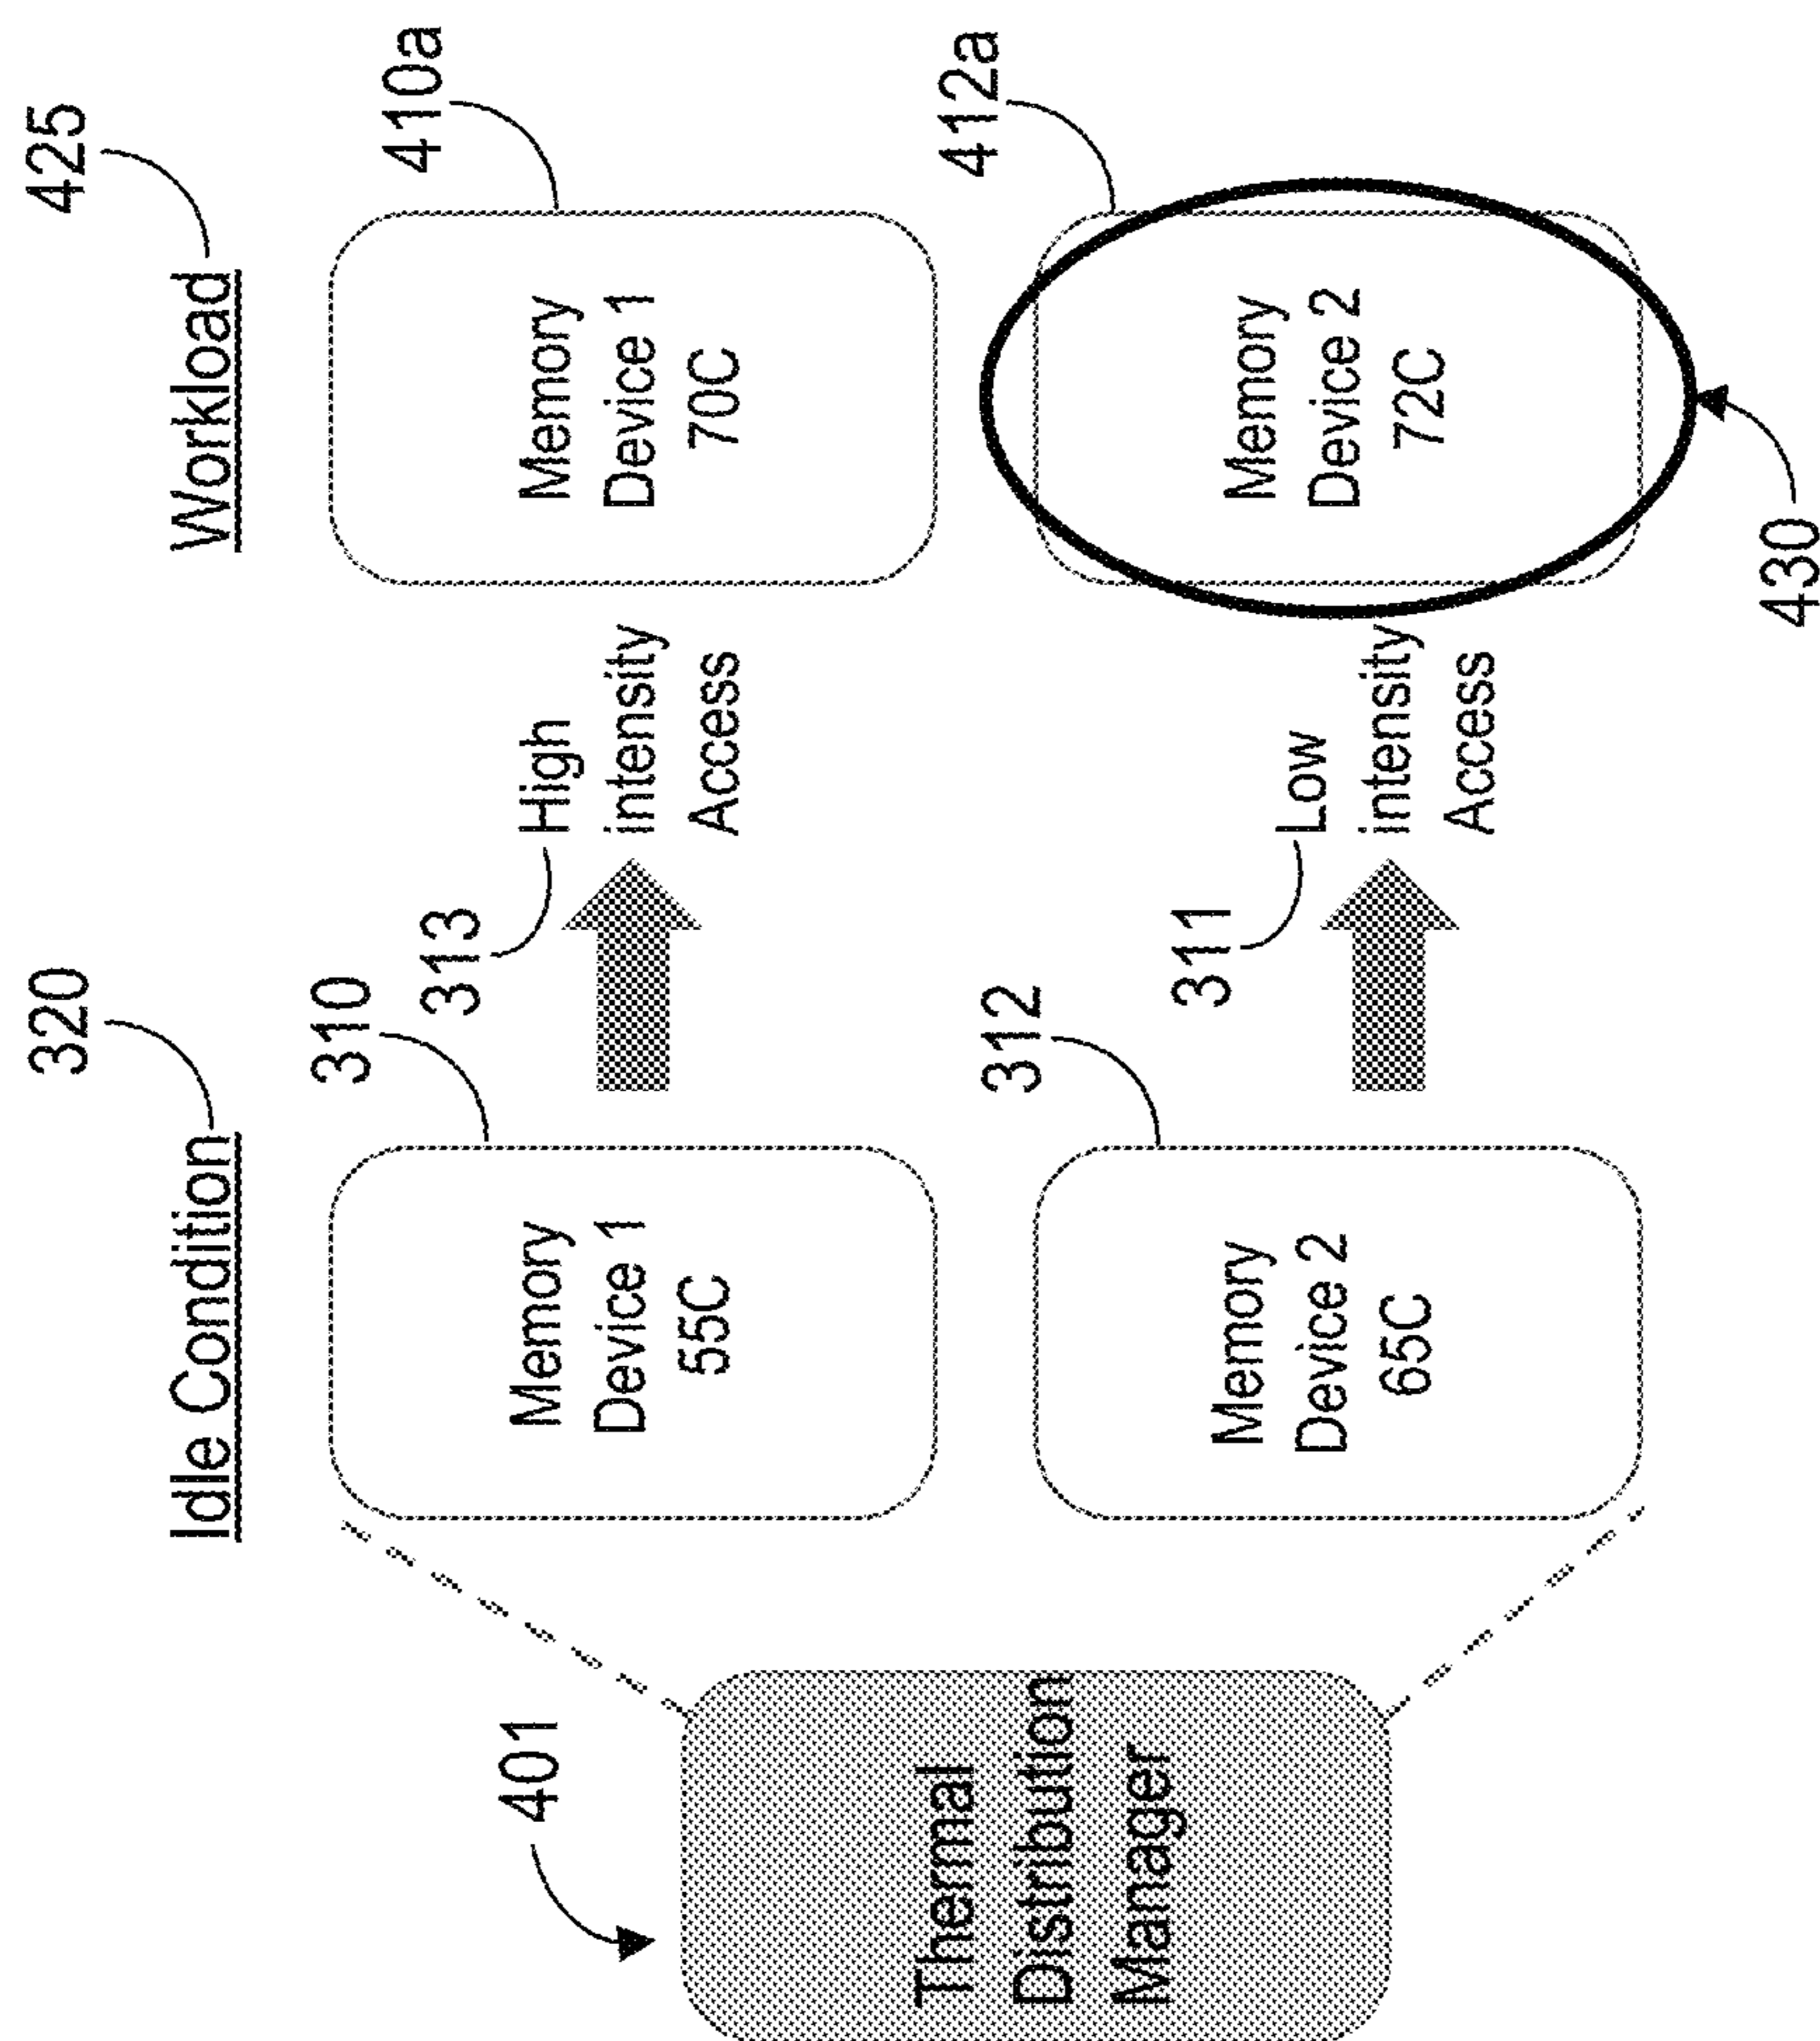 320
Idle Condition
425
Workload
401
Thermal
Distribution
Manager
310
Memory
Device 1
55C
313
High
intensity
Access
410a
Memory
Device 1
70C
312
Memory
Device 2
65C
311
Low
intensity
Access
412a
Memory
Device 2
72C
430